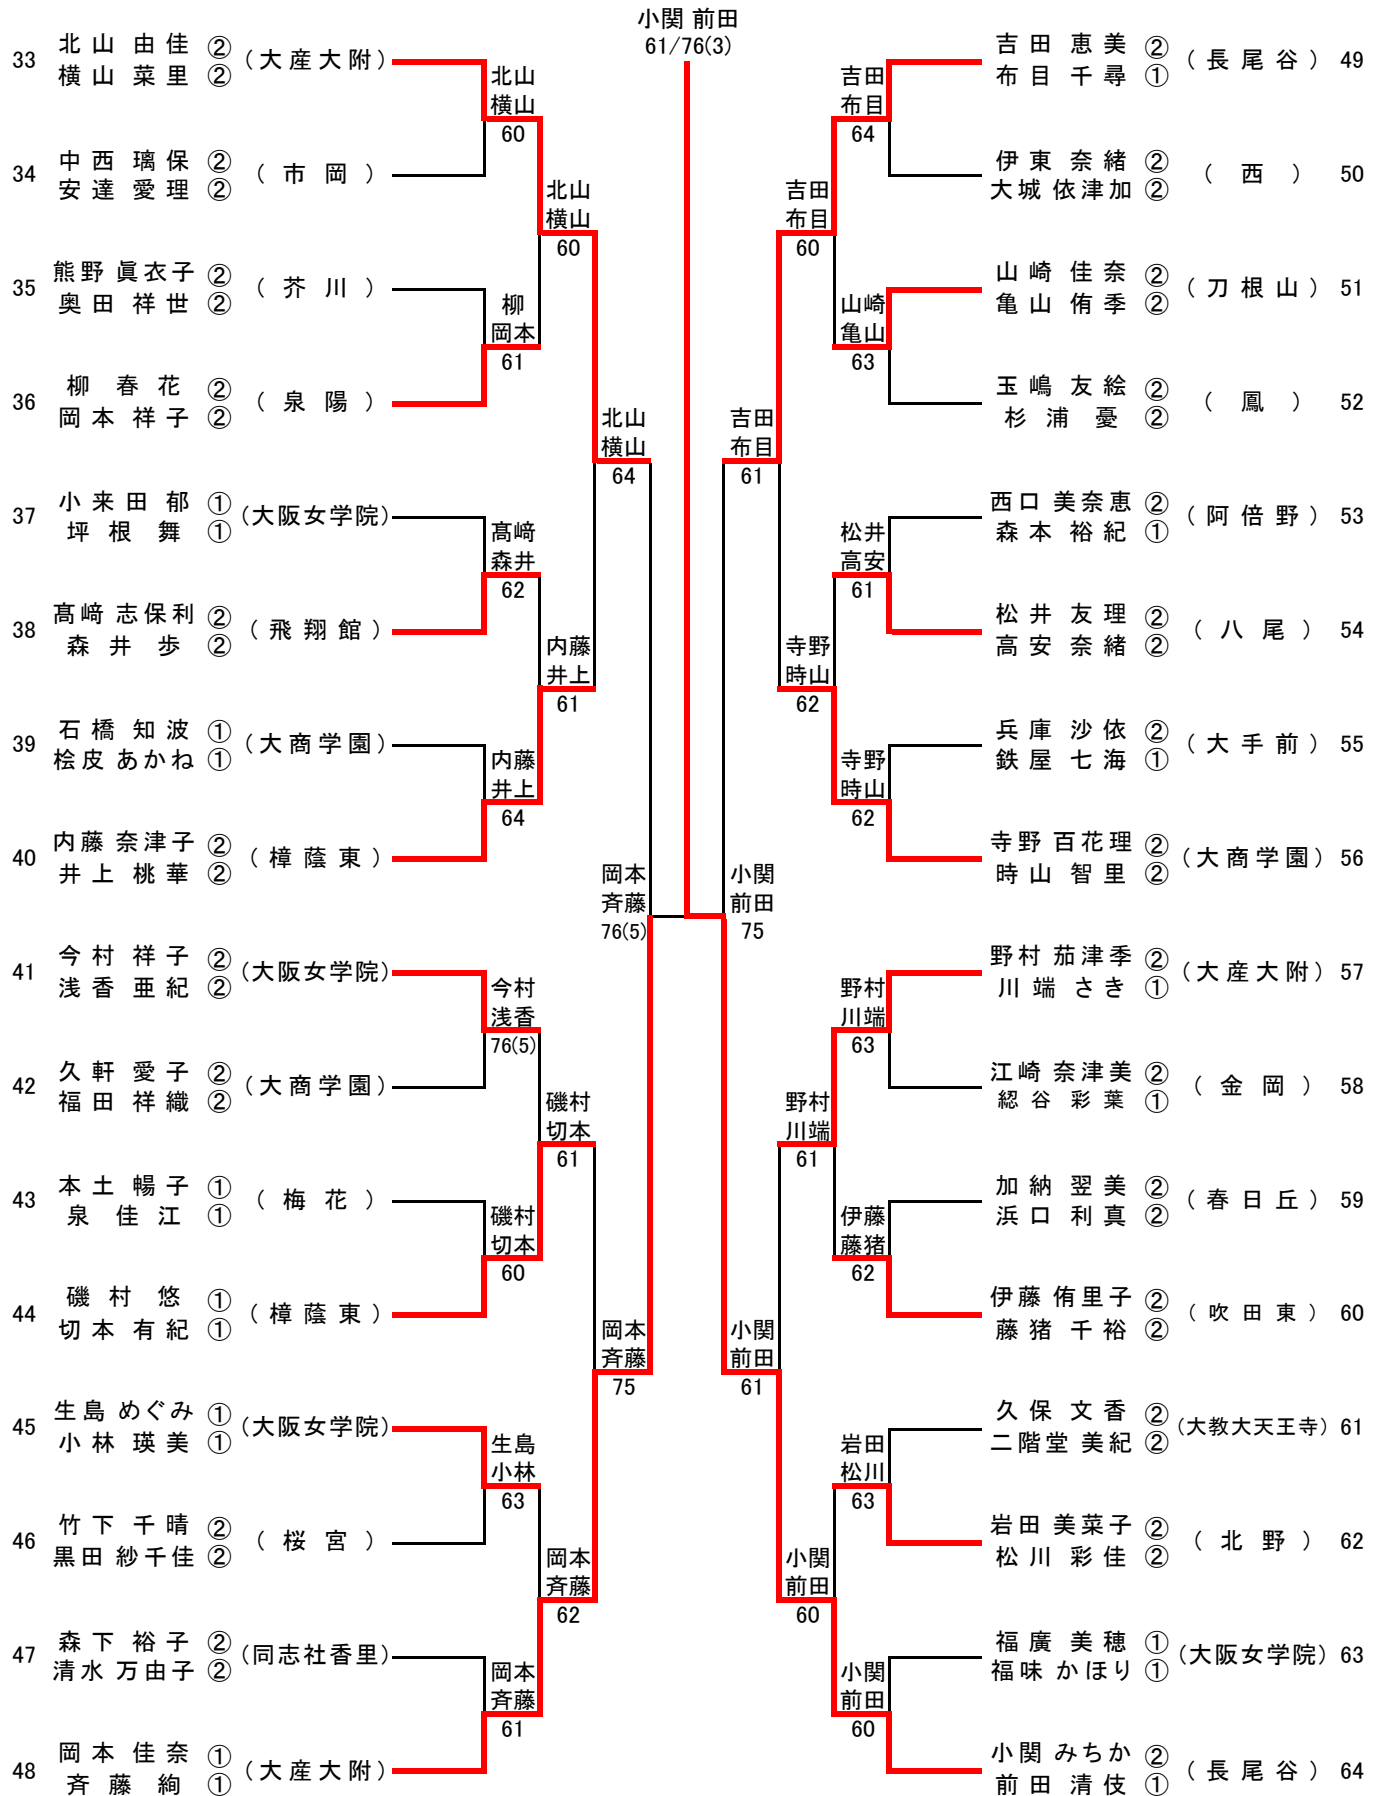 小関 前田
61/76(3)
33 北山 由佳 ② (大産大附)
横山 菜里 ②
34 中西 璃保 ② (市岡)
安達 愛理 ②
35 熊野 眞衣子 ② (芥川)
奥田 祥世 ②
36 柳 春花 ② (泉陽)
岡本 祥子 ②
37 小来田 郁 ① (大阪女学院)
坪根 舞 ①
38 髙﨑 志保利 ② (飛翔館)
森井 歩 ②
39 石橋 知波 ① (大商学園)
桧皮 あかね ①
40 内藤 奈津子 ② (樟蔭東)
井上 桃華 ②
41 今村 祥子 ② (大阪女学院)
浅香 亜紀 ②
42 久軒 愛子 ② (大商学園)
福田 祥織 ②
43 本土 暢子 ① (梅花)
泉 佳江 ①
44 磯村 悠 ① (樟蔭東)
切本 有紀 ①
45 生島 めぐみ ① (大阪女学院)
小林 瑛美 ①
46 竹下 千晴 ② (桜宮)
黒田 紗千佳 ②
47 森下 裕子 ② (同志社香里)
清水 万由子 ②
48 岡本 佳奈 ① (大産大附)
斉藤 絢 ①
北山
横山
60
柳
岡本
61
髙﨑
森井
62
内藤
井上
64
今村
浅香
76(5)
磯村
切本
60
生島
小林
63
岡本
斉藤
61
北山
横山
60
内藤
井上
61
磯村
切本
61
岡本
斉藤
62
北山
横山
64
岡本
斉藤
75
岡本
斉藤
76(5)
小関
前田
75
吉田
布目
61
小関
前田
61
吉田
布目
60
寺野
時山
62
野村
川端
61
小関
前田
60
吉田
布目
64
山崎
亀山
63
松井
高安
61
寺野
時山
62
野村
川端
63
伊藤
藤猪
62
岩田
松川
63
小関
前田
60
吉田 恵美 ② (長尾谷) 49
布目 千尋 ①
伊東 奈緒 ② (西) 50
大城 依津加 ②
山崎 佳奈 ② (刀根山) 51
亀山 侑季 ②
玉嶋 友絵 ② (鳳) 52
杉浦 憂 ②
西口 美奈恵 ② (阿倍野) 53
森本 裕紀 ①
松井 友理 ② (八尾) 54
高安 奈緒 ②
兵庫 沙依 ② (大手前) 55
鉄屋 七海 ①
寺野 百花理 ② (大商学園) 56
時山 智里 ②
野村 茄津季 ② (大産大附) 57
川端 さき ①
江崎 奈津美 ② (金岡) 58
綛谷 彩葉 ①
加納 翌美 ② (春日丘) 59
浜口 利真 ②
伊藤 侑里子 ② (吹田東) 60
藤猪 千裕 ②
久保 文香 ② (大教大天王寺) 61
二階堂 美紀 ②
岩田 美菜子 ② (北野) 62
松川 彩佳 ②
福廣 美穂 ① (大阪女学院) 63
福味 かほり ①
小関 みちか ② (長尾谷) 64
前田 清伎 ①